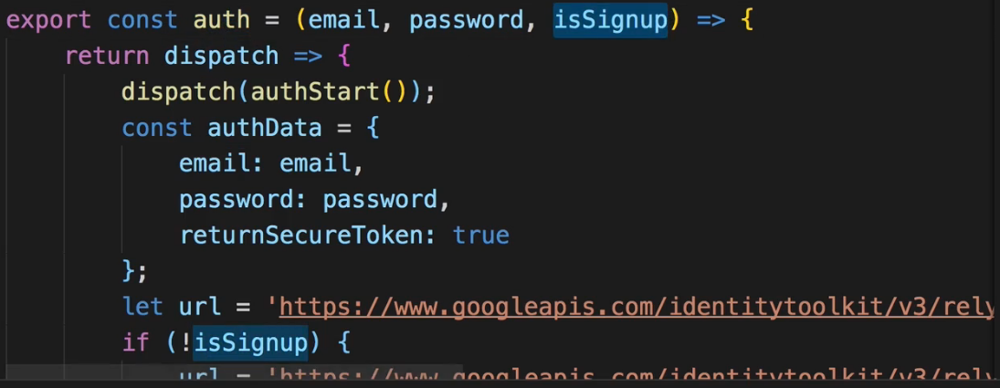 export const auth = (email, password, isSignup) => {
return dispatch => {
dispatch(authStart());
const authData = {
email: email,
password: password,
returnSecureToken: true
};
let url = 'https://www.googleapis.com/identitytoolkit/v3/rely
if (!isSignup) {
url = 'https://www.googleapis.com/identitytoolkit/v3/rely